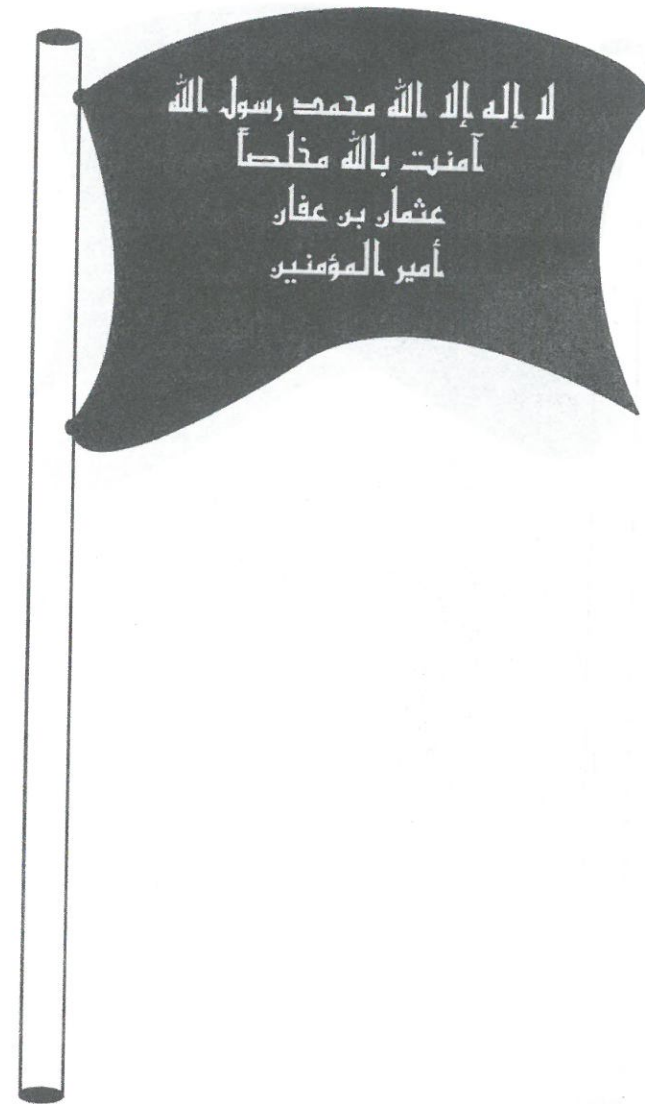 لا إله إلا الله محمد رسول الله
آمنت بالله مخلصاً
عثمان بن عفان
أمير المؤمنين